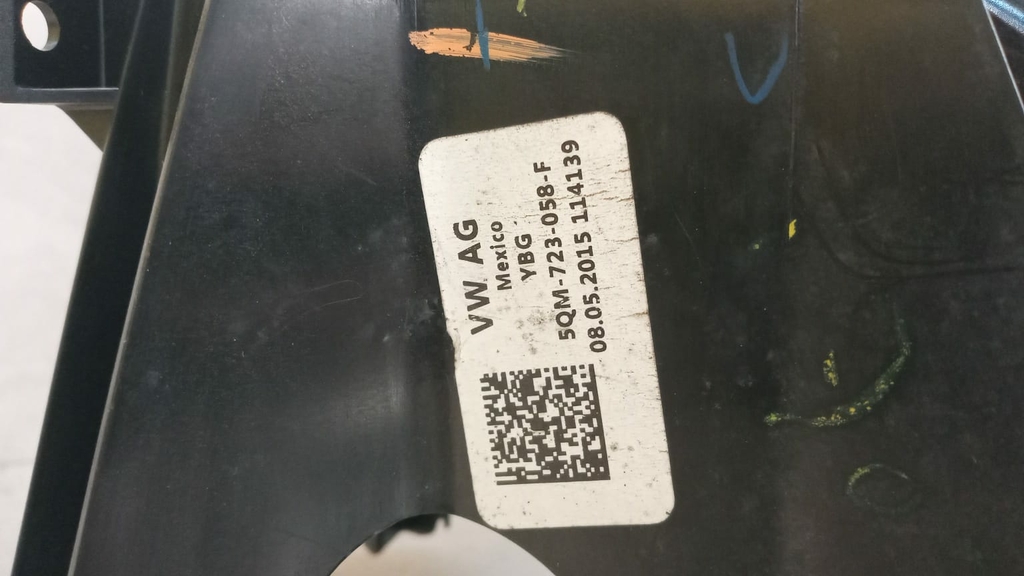 VW AG
Mexico
YBG
5QM-723-058-F
08.05.2015 114139